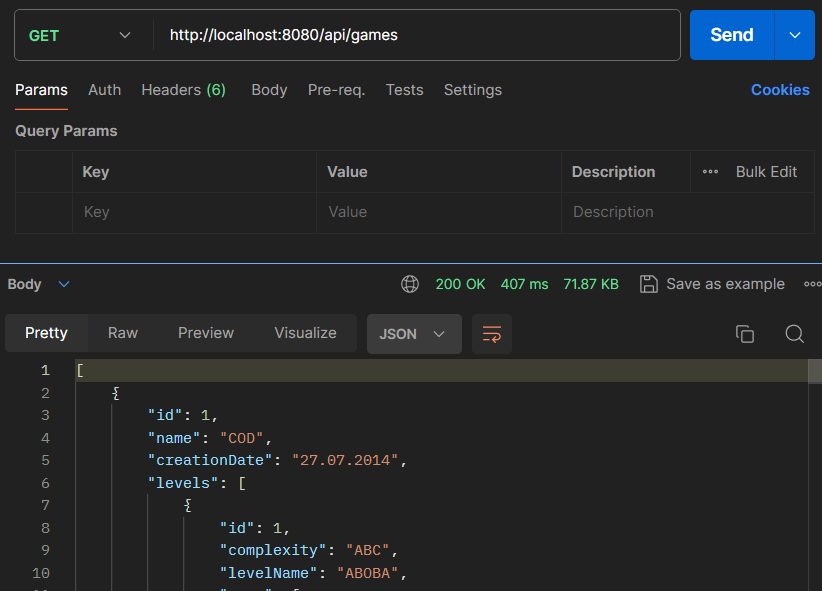 GET http://localhost:8080/api/games Send
Params Auth Headers (6) Body Pre-req. Tests Settings Cookies
Query Params
Key Value Description Bulk Edit
Key Value Description
Body 200 OK 407 ms 71.87 KB Save as example
Pretty Raw Preview Visualize JSON
1 [
2 {
3 "id": 1,
4 "name": "COD",
5 "creationDate": "27.07.2014",
6 "levels": [
7 {
8 "id": 1,
9 "complexity": "ABC",
10 "levelName": "ABOBA",